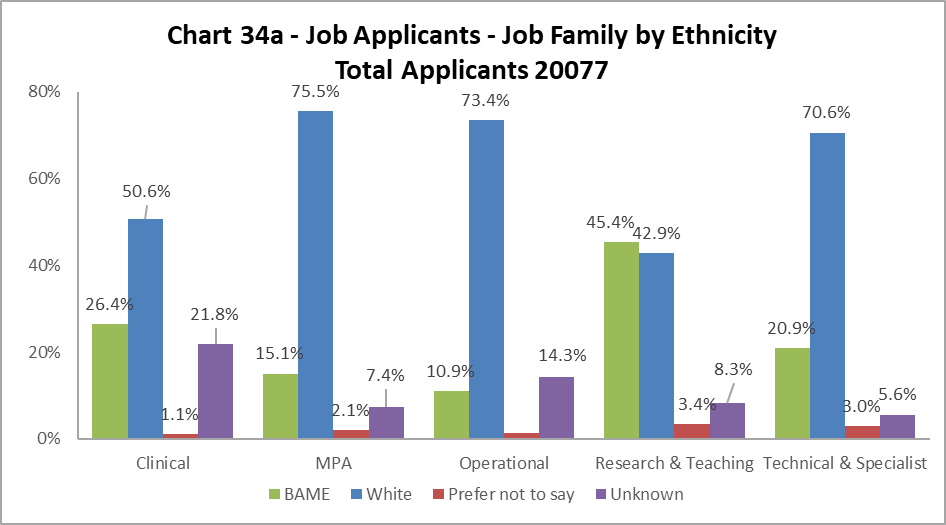 Chart 34a - Job Applicants - Job Family by Ethnicity
Total Applicants 20077
80%
60%
40%
20%
0%
26.4%
50.6%
1.1%
21.8%
15.1%
75.5%
2.1%
7.4%
10.9%
73.4%
14.3%
45.4%
42.9%
3.4%
8.3%
20.9%
70.6%
3.0%
5.6%
Clinical
MPA
Operational
Research & Teaching
Technical & Specialist
BAME
White
Prefer not to say
Unknown